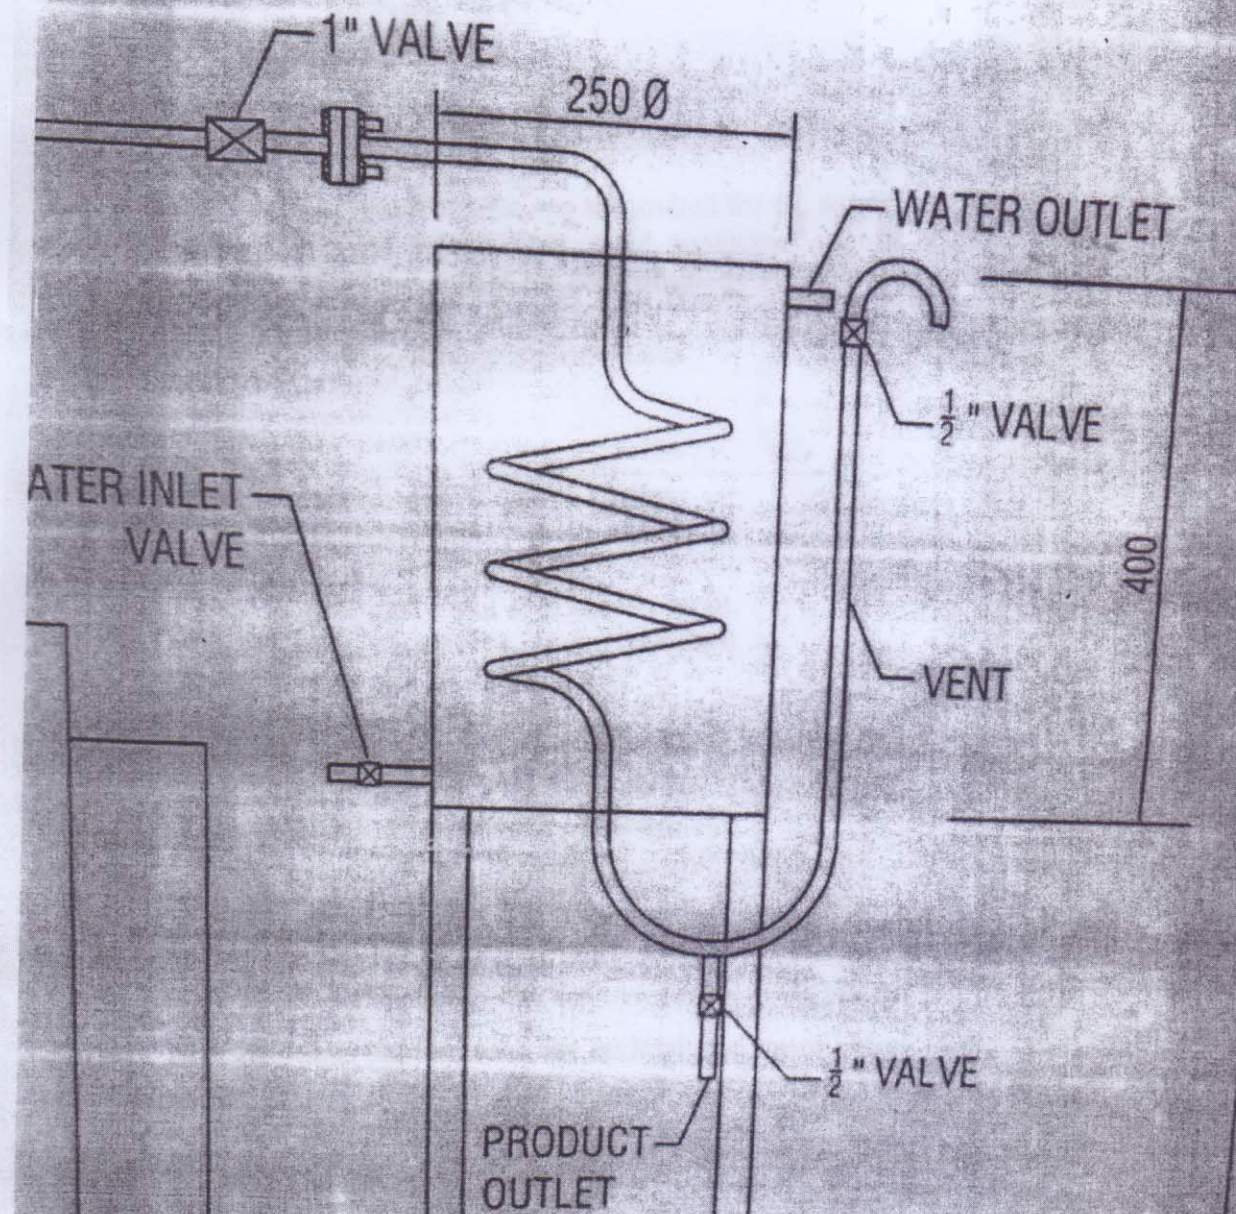 1" VALVE
250 Ø
WATER OUTLET
1/2 " VALVE
ATER INLET
VALVE
400
VENT
1/2 " VALVE
PRODUCT
OUTLET